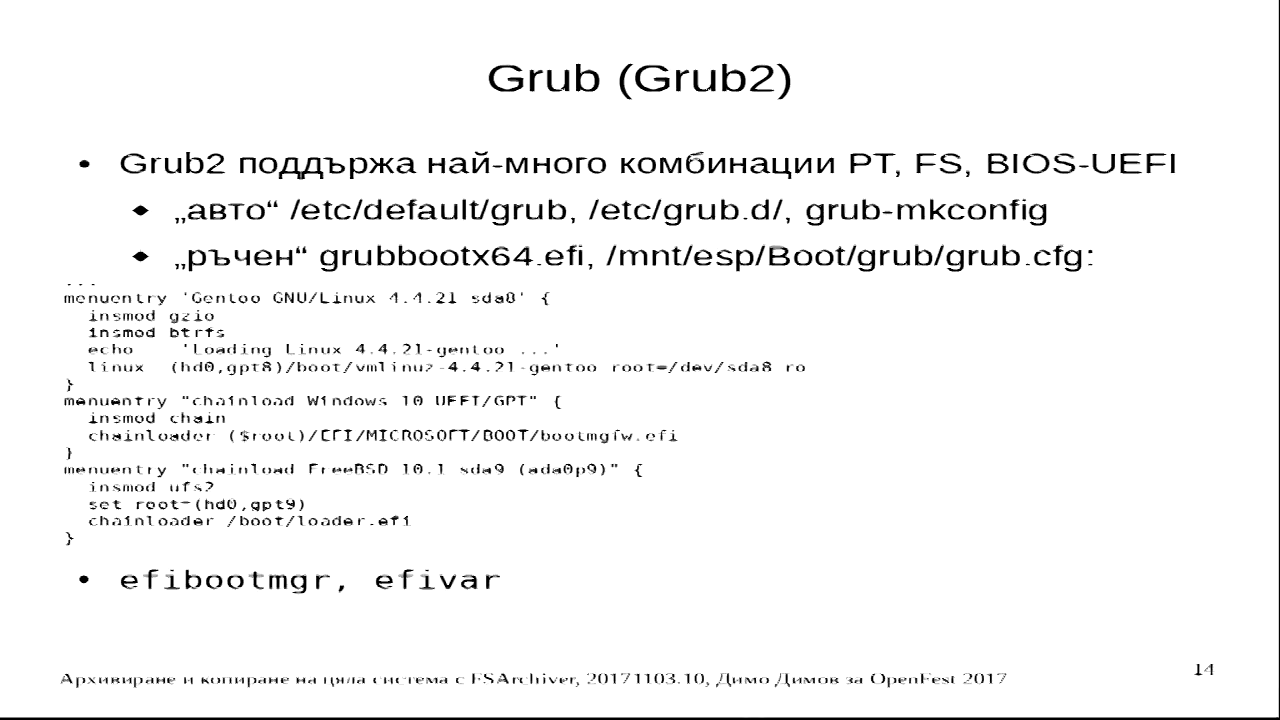 Grub (Grub2)
• Grub2 поддържа най-много комбинации PT, FS, BIOS-UEFI
◆ „авто“ /etc/default/grub, /etc/grub.d/, grub-mkconfig
◆ „ръчен“ grubbootx64.efi, /mnt/esp/Boot/grub/grub.cfg:
...
menuentry 'Gentoo GNU/Linux 4.4.21 sda8' {
  insmod gzio
  insmod btrfs
  echo    'Loading Linux 4.4.21-gentoo ...'
  linux  (hd0,gpt8)/boot/vmlinuz-4.4.21-gentoo root=/dev/sda8 ro
}
menuentry "chainload Windows 10 UEFI/GPT" {
  insmod chain
  chainloader ($root)/EFI/MICROSOFT/BOOT/bootmgfw.efi
}
menuentry "chainload FreeBSD 10.1 sda9 (ada0p9)" {
  insmod ufs2
  set root=(hd0,gpt9)
  chainloader /boot/loader.efi
}
• efibootmgr, efivar
Архивиране и копиране на цяла система с FSArchiver, 20171103.10, Димо Димов за OpenFest 2017
14